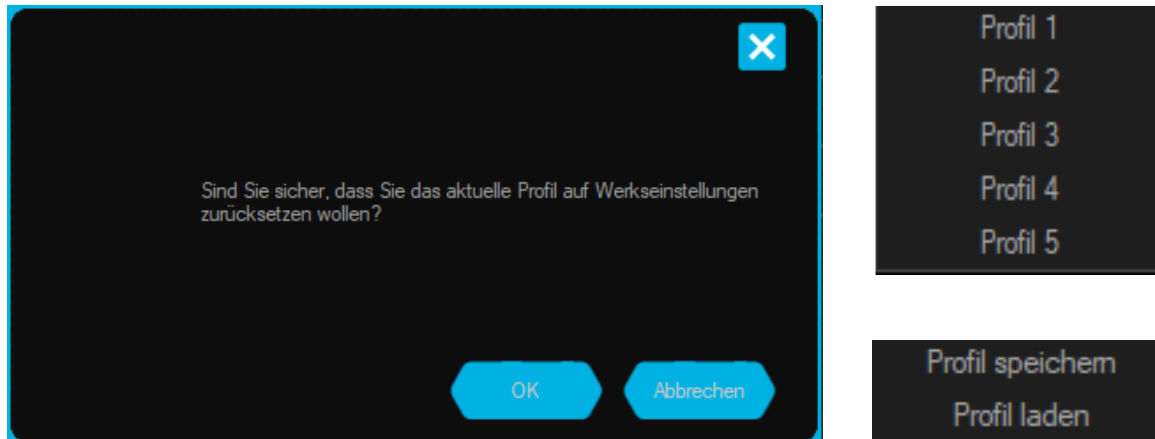 Sind Sie sicher, dass Sie das aktuelle Profil auf Werkseinstellungen
zurücksetzen wollen?
OK
Abbrechen
Profil 1
Profil 2
Profil 3
Profil 4
Profil 5
Profil speichern
Profil laden